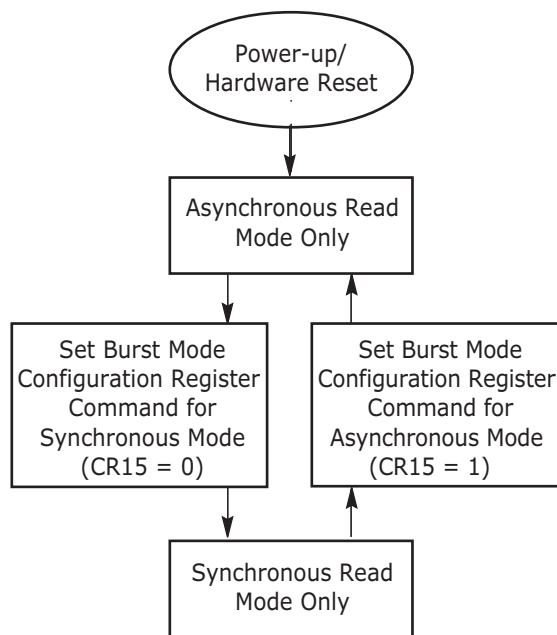 Power-up/
Hardware Reset
Asynchronous Read
Mode Only
Set Burst Mode
Configuration Register
Command for
Synchronous Mode
(CR15 = 0)
Set Burst Mode
Configuration Register
Command for
Asynchronous Mode
(CR15 = 1)
Synchronous Read
Mode Only